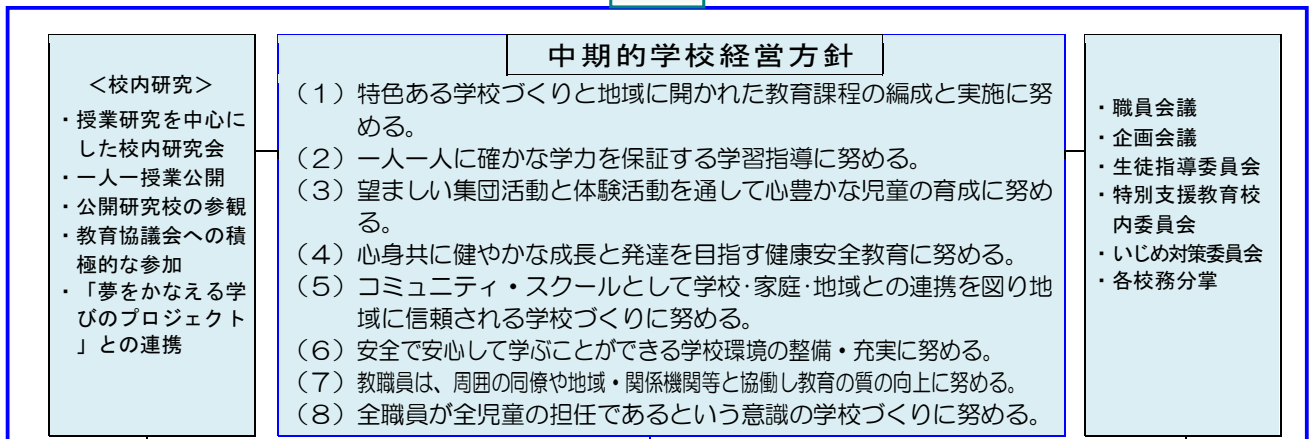 ＜校内研究＞
・授業研究を中心に
した校内研究会
・一人一授業公開
・公開研究校の参観
・教育協議会への積
極的な参加
・「夢をかなえる学
びのプロジェクト
」との連携
中期的学校経営方針
（１）特色ある学校づくりと地域に開かれた教育課程の編成と実施に努
める。
（２）一人一人に確かな学力を保証する学習指導に努める。
（３）望ましい集団活動と体験活動を通して心豊かな児童の育成に努め
る。
（４）心身共に健やかな成長と発達を目指す健康安全教育に努める。
（５）コミュニティ・スクールとして学校･家庭･地域との連携を図り地
域に信頼される学校づくりに努める。
（６）安全で安心して学ぶことができる学校環境の整備・充実に努める。
（７）教職員は、周囲の同僚や地域・関係機関等と協働し教育の質の向上に努める。
（８）全職員が全児童の担任であるという意識の学校づくりに努める。
・職員会議
・企画会議
・生徒指導委員会
・特別支援教育校
内委員会
・いじめ対策委員会
・各校務分掌